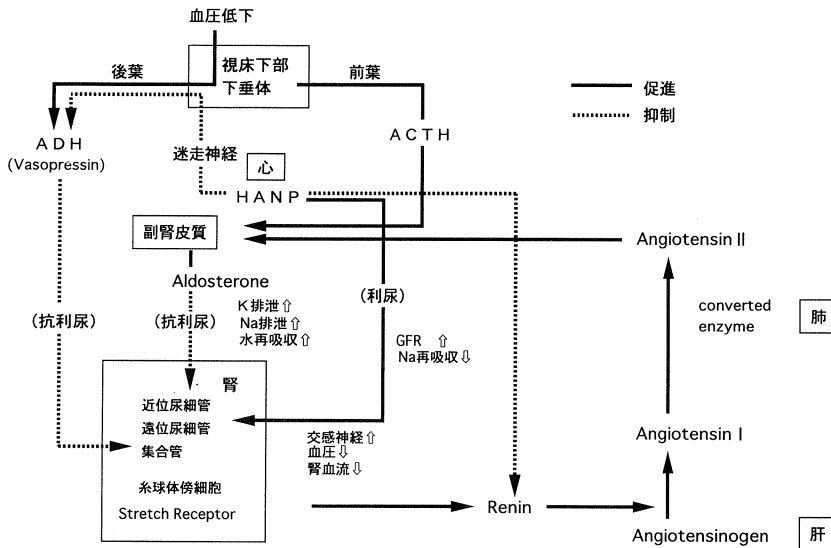 血圧低下
後葉
視床下部
下垂体
前葉
促進
抑制
ADH
(Vasopressin)
ACTH
迷走神経
心
HANP
副腎皮質
Angiotensin II
Aldosterone
(抗利尿)
(抗利尿)
K排泄⇧
Na排泄⇧
水再吸収⇧
(利尿)
GFR ⇧
Na再吸収⇩
converted
enzyme
肺
腎
近位尿細管
遠位尿細管
集合管
糸球体傍細胞
Stretch Receptor
交感神経⇧
血圧⇩
腎血流⇩
Renin
Angiotensin I
Angiotensinogen
肝